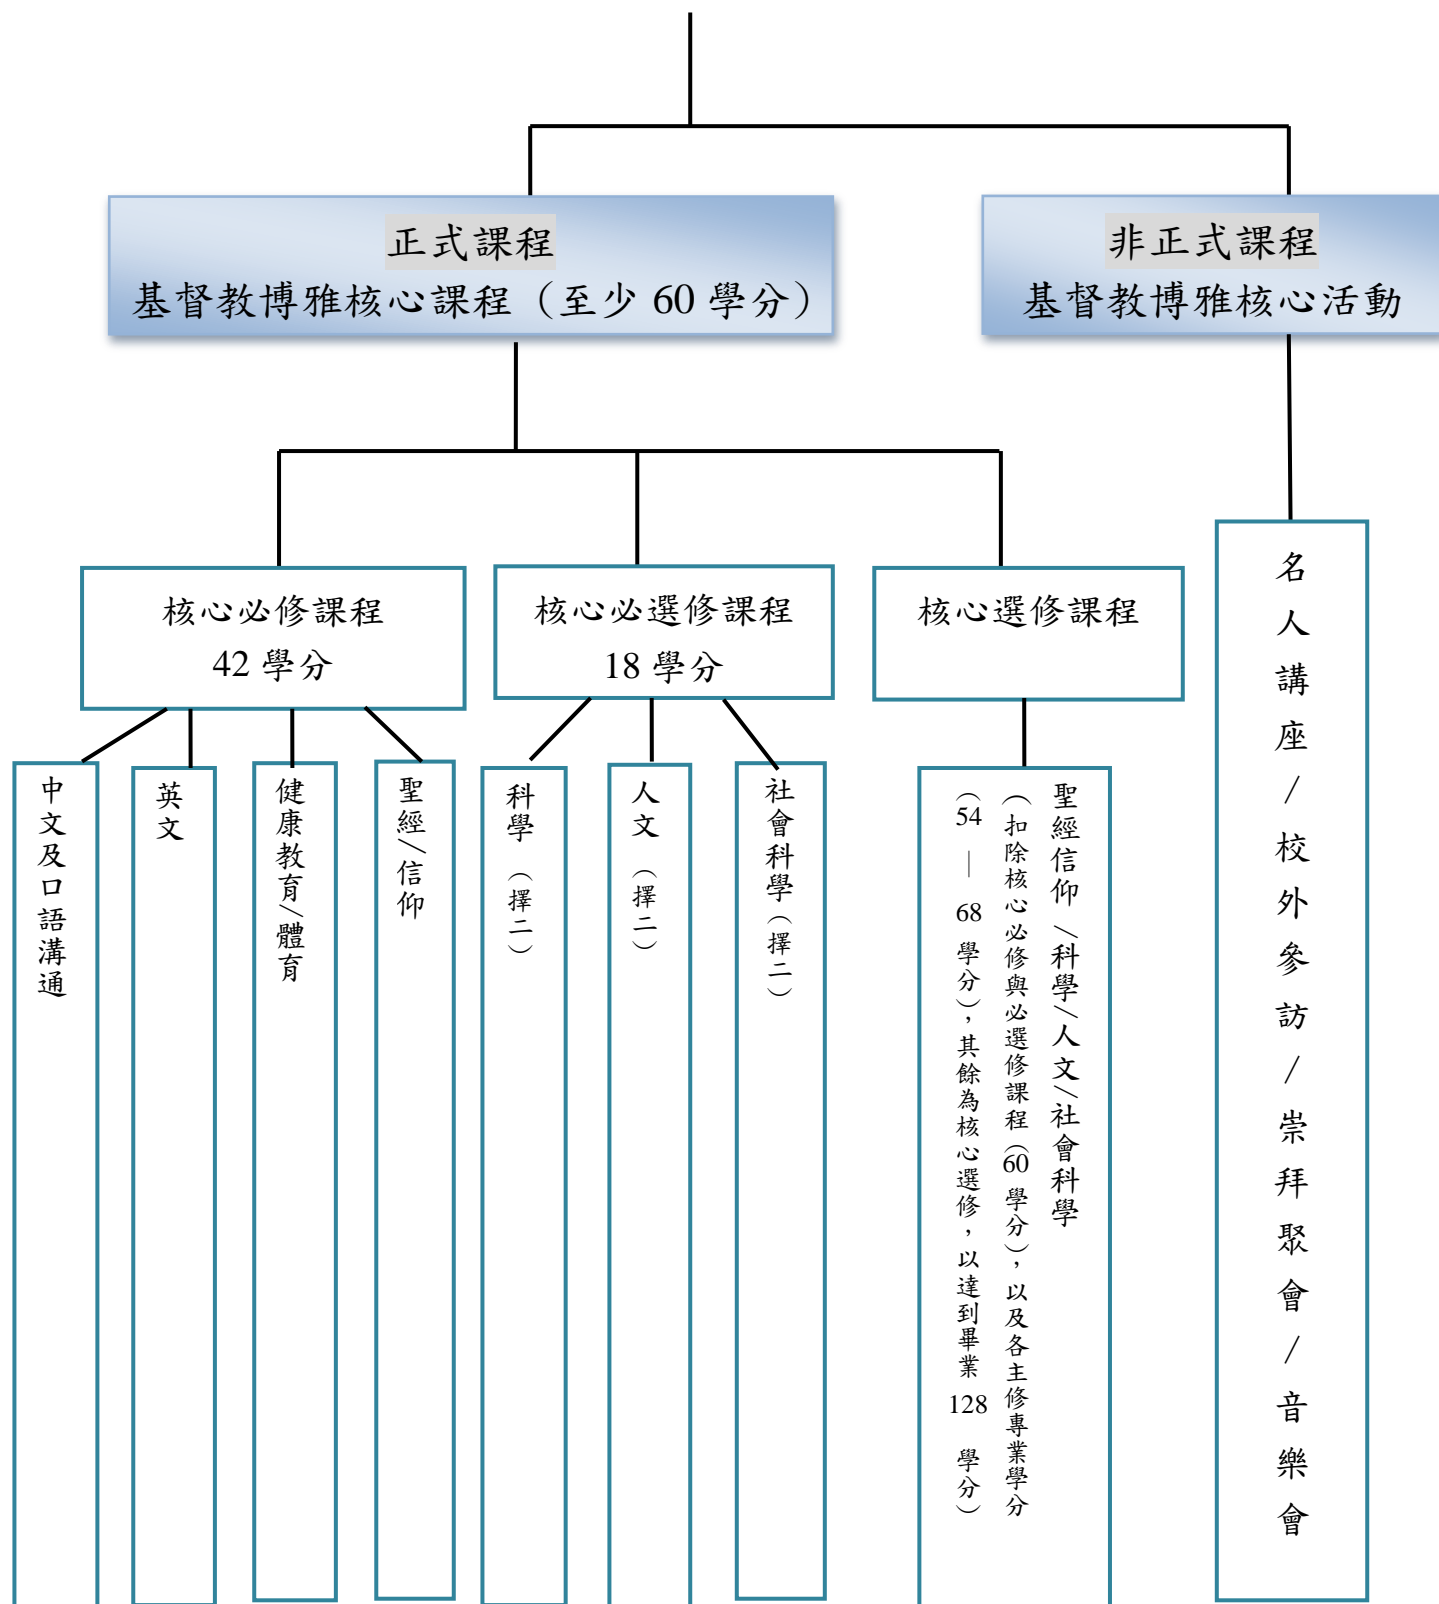 正式課程
基督教博雅核心課程（至少 60 學分）
非正式課程
基督教博雅核心活動
核心必修課程
42 學分
核心必選修課程
18 學分
核心選修課程
中文及口語溝通
英文
健康教育/體育
聖經/信仰
科學（擇二）
人文（擇二）
社會科學（擇二）
聖經信仰/科學/人文/社會科學
（扣除核心必修與必選修課程（60 學分），以及各主修專業學分
（54 — 68 學分），其餘為核心選修，以達到畢業 128 學分）
名人講座/校外參訪/崇拜聚會/音樂會